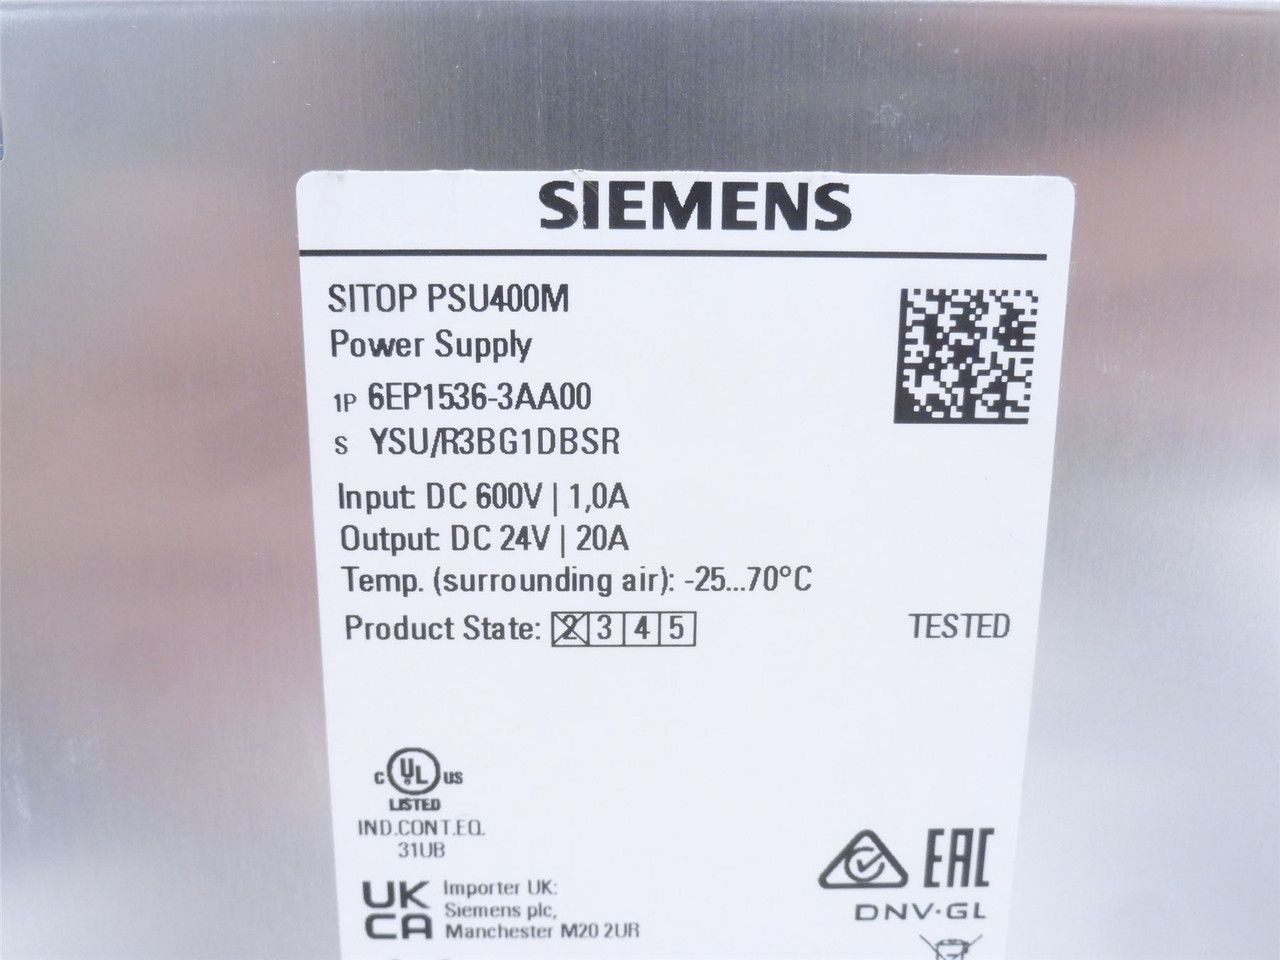 SIEMENS
SITOP PSU400M
Power Supply
1P 6EP1536-3AA00
S YSU/R3BG1DBSR
Input: DC 600V | 1,0A
Output: DC 24V | 20A
Temp. (surrounding air): -25...70°C
Product State: 2 3 4 5
TESTED
C UL US
LISTED
IND.CONT.EQ.
31UB
EAC
DNV·GL
UK CA
Importer UK:
Siemens plc,
Manchester M20 2UR